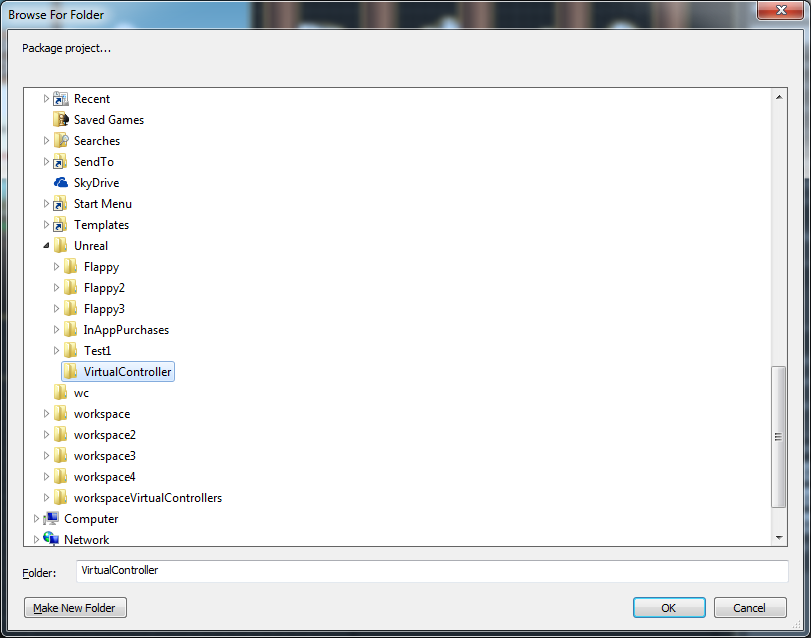 Browse For Folder
Package project...
Recent
Saved Games
Searches
SendTo
SkyDrive
Start Menu
Templates
Unreal
Flappy
Flappy2
Flappy3
InAppPurchases
Test1
VirtualController
wc
workspace
workspace2
workspace3
workspace4
workspaceVirtualControllers
Computer
Network
Folder: VirtualController
Make New Folder OK Cancel